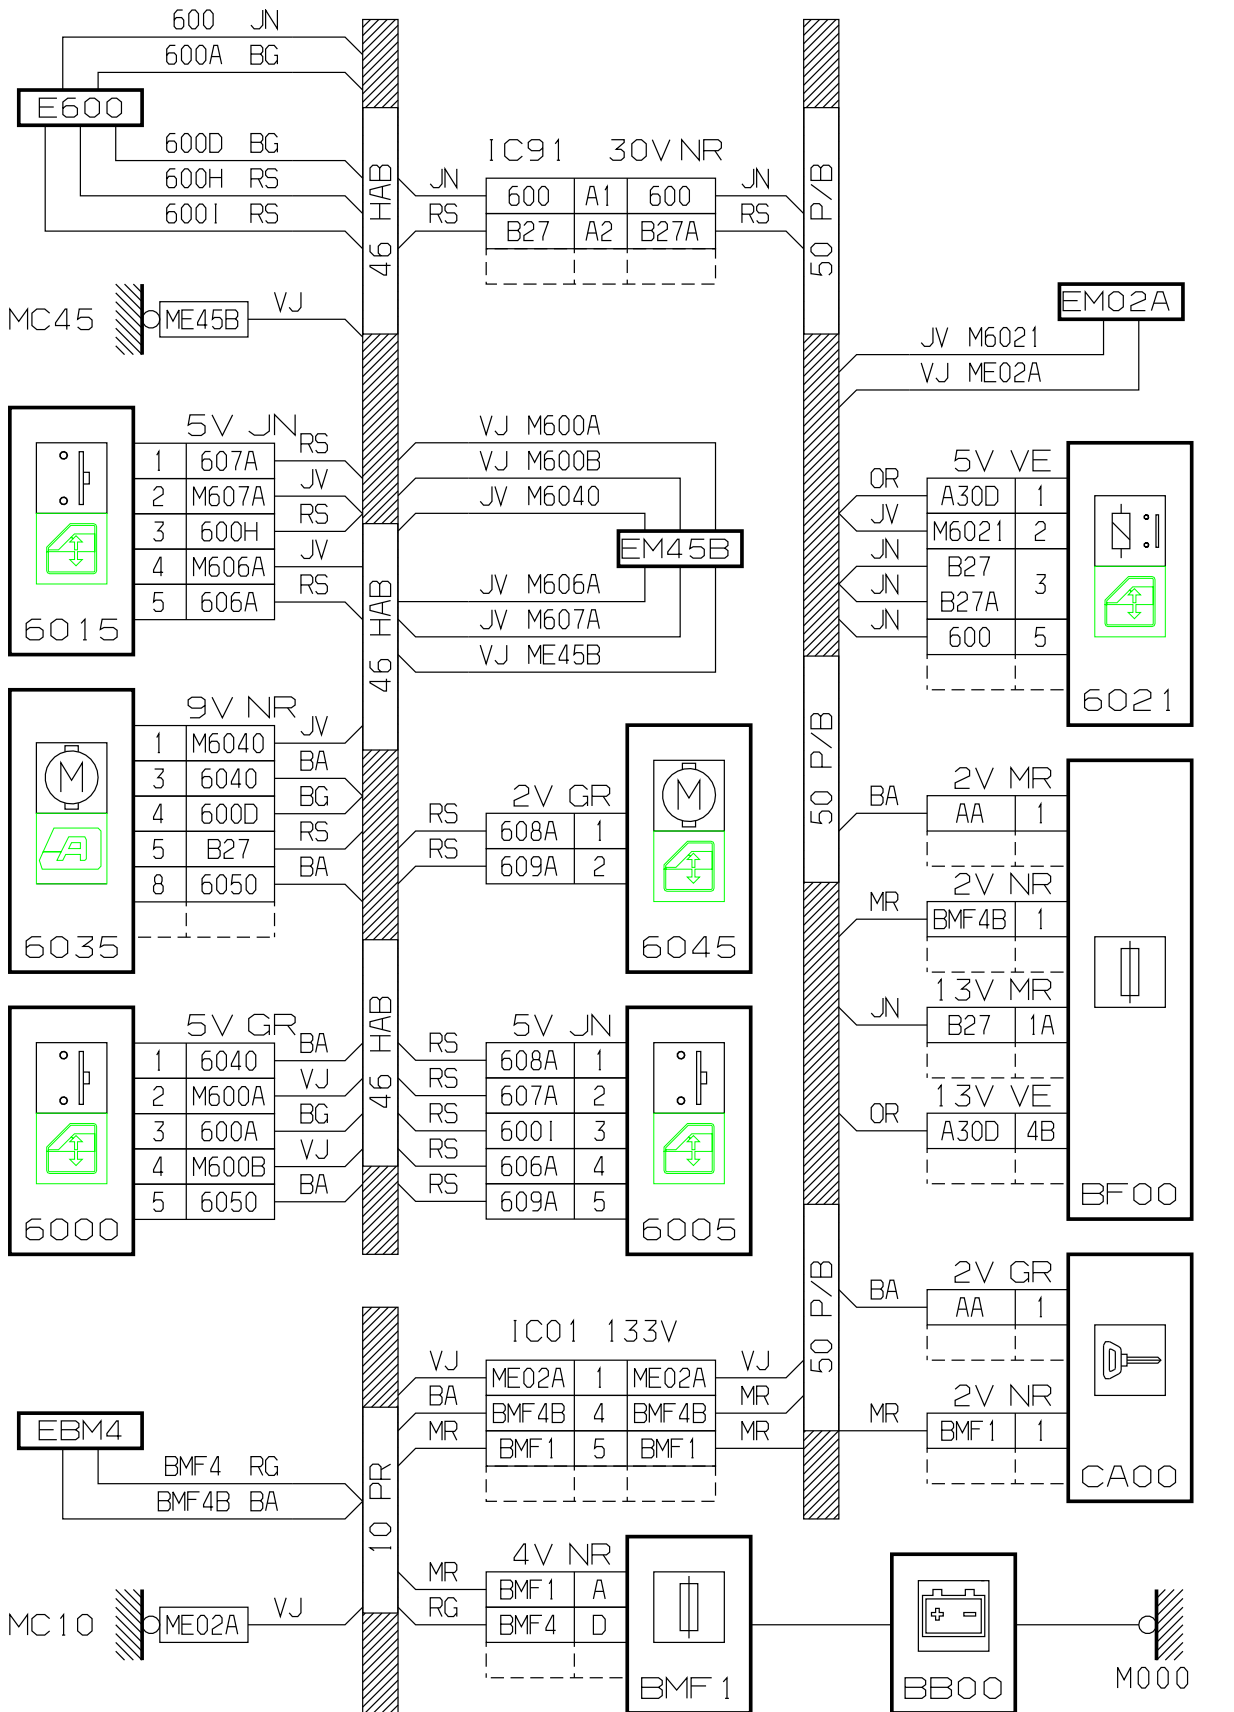 600 JN
600A BG
E600
600D BG
600H RS
600I RS
46 HAB
IC91 30V NR
JN 600 A1 600 JN
RS B27 A2 B27A RS
50 P/B
MC45 ME45B VJ
EM02A
JV M6021
VJ ME02A
5V JN
1 607A RS
2 M607A JV
3 600H RS
4 M606A JV
5 606A RS
6015
VJ M600A
VJ M600B
JV M6040
EM45B
JV M606A
JV M607A
VJ ME45B
46 HAB
5V VE
OR A30D 1
JV M6021 2
JN B27
3
JN B27A
JN 600 5
6021
9V NR
1 M6040 JV
3 6040 BA
4 600D BG
5 B27 RS
8 6050 BA
M
A
6035
2V GR
RS 608A 1
RS 609A 2
M
6045
50 P/B
2V MR
BA AA 1
2V NR
MR BMF4B 1
13V MR
JN B27 1A
13V VE
OR A30D 4B
BF00
5V GR
1 6040 BA
2 M600A VJ
3 600A BG
4 M600B VJ
5 6050 BA
6000
46 HAB
5V JN
RS 608A 1
RS 607A 2
RS 600I 3
RS 606A 4
RS 609A 5
6005
50 P/B
2V GR
BA AA 1
2V NR
MR BMF1 1
CA00
IC01 133V
VJ ME02A 1 ME02A VJ
BA BMF4B 4 BMF4B MR
MR BMF1 5 BMF1 MR
EBM4
BMF4 RG
BMF4B BA
10 PR
4V NR
MR BMF1 A
RG BMF4 D
BMF1
MC10 ME02A VJ
+ -
BB00
M000